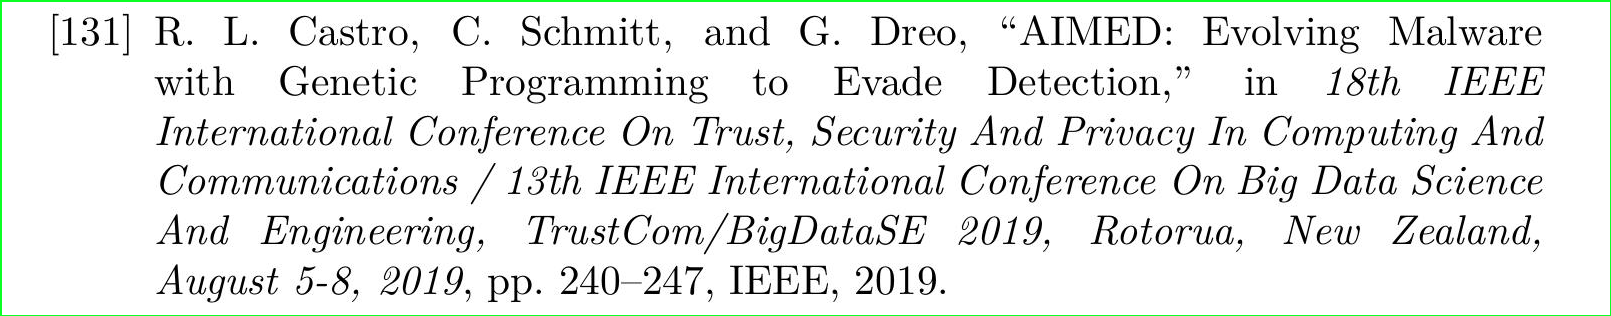 [131] R. L. Castro, C. Schmitt, and G. Dreo, “AIMED: Evolving Malware
with Genetic Programming to Evade Detection,” in 18th IEEE
International Conference On Trust, Security And Privacy In Computing And
Communications / 13th IEEE International Conference On Big Data Science
And Engineering, TrustCom/BigDataSE 2019, Rotorua, New Zealand,
August 5-8, 2019, pp. 240–247, IEEE, 2019.